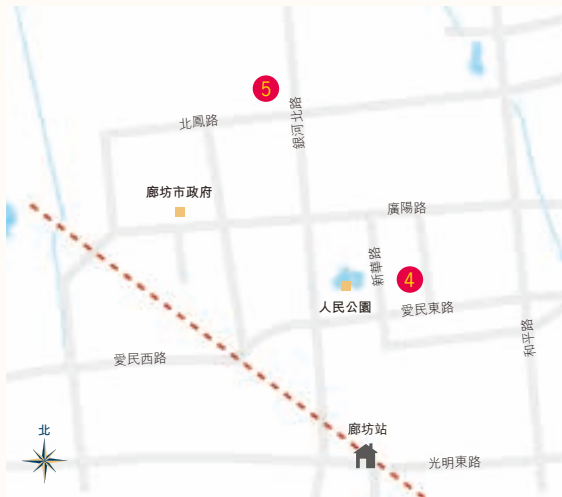 5
北鳳路
銀河北路
廊坊市政府
廣陽路
新華路
4
人民公園
愛民東路
和平路
愛民西路
廊坊站
北
光明東路